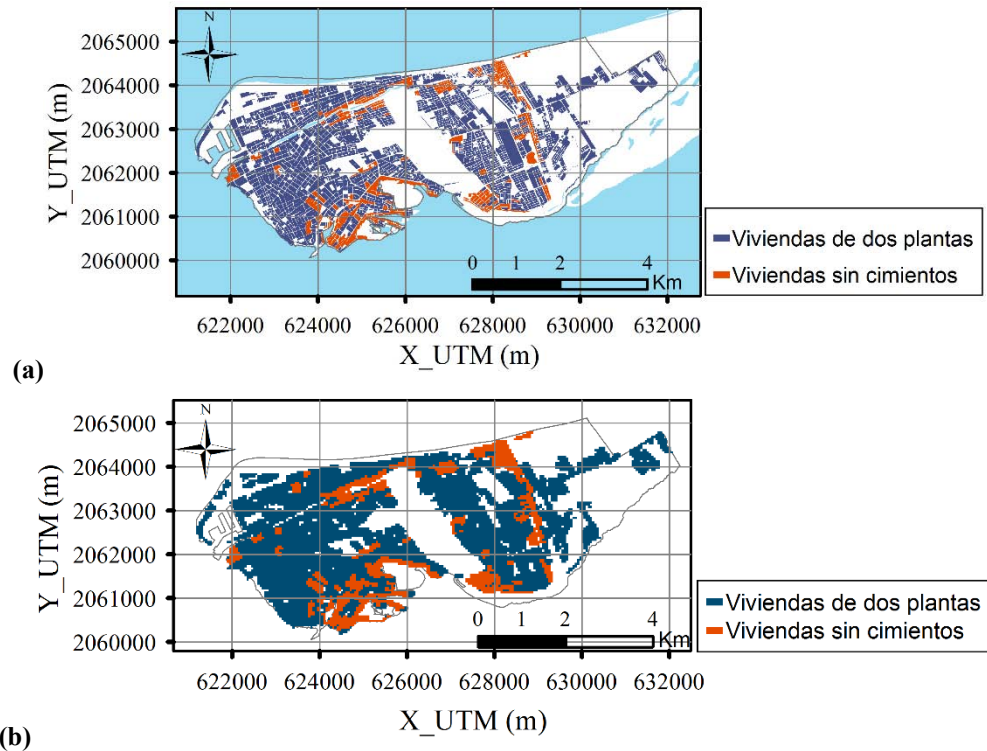 N
2065000
2064000
2063000
2062000
2061000
2060000
Y_UTM (m)
0 1 2 4
Km
622000 624000 626000 628000 630000 632000
X_UTM (m)
Viviendas de dos plantas
Viviendas sin cimientos
(a)
N
2065000
2064000
2063000
2062000
2061000
2060000
Y_UTM (m)
0 1 2 4
Km
622000 624000 626000 628000 630000 632000
X_UTM (m)
Viviendas de dos plantas
Viviendas sin cimientos
(b)